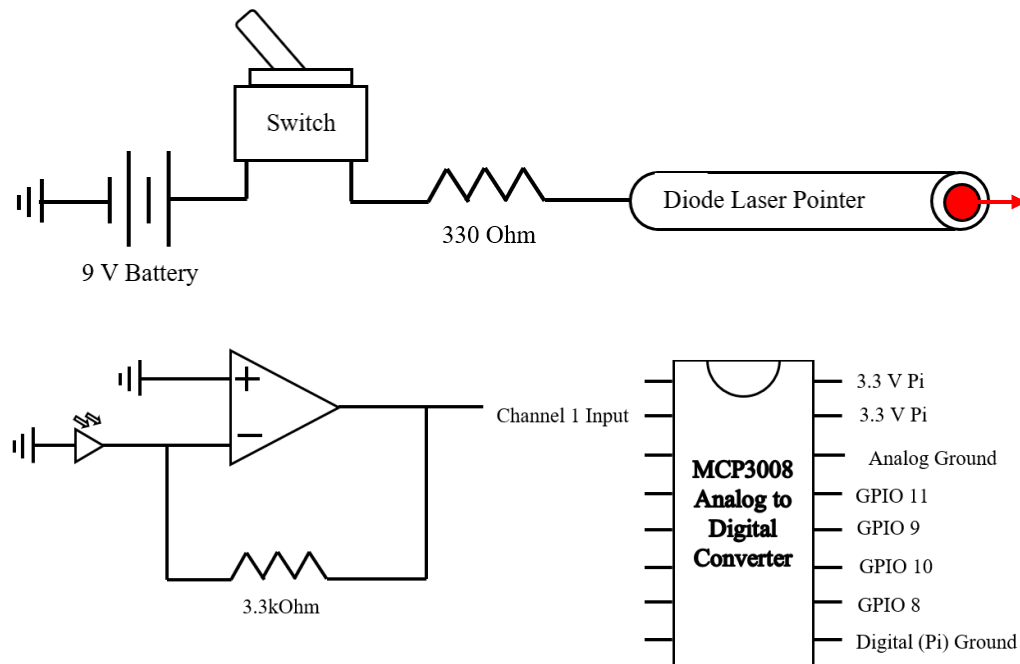 Switch
Diode Laser Pointer
330 Ohm
9 V Battery
+
−
3.3kOhm
Channel 1 Input
MCP3008
Analog to
Digital
Converter
3.3 V Pi
3.3 V Pi
Analog Ground
GPIO 11
GPIO 9
GPIO 10
GPIO 8
Digital (Pi) Ground